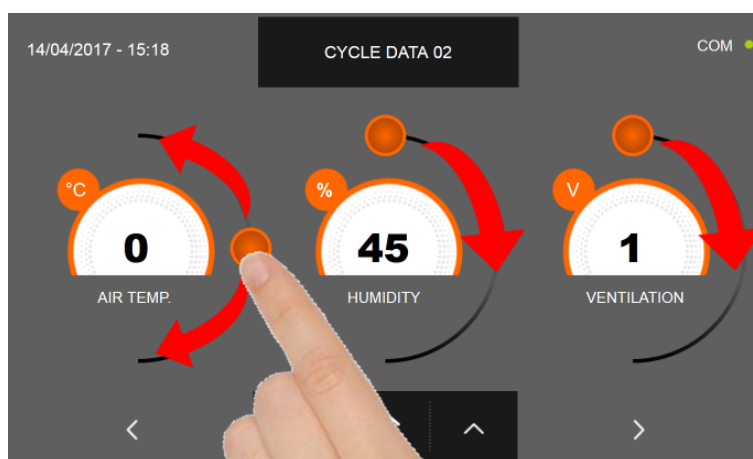 14/04/2017 - 15:18
CYCLE DATA 02
COM
°C
%
V
0
45
1
AIR TEMP.
HUMIDITY
VENTILATION